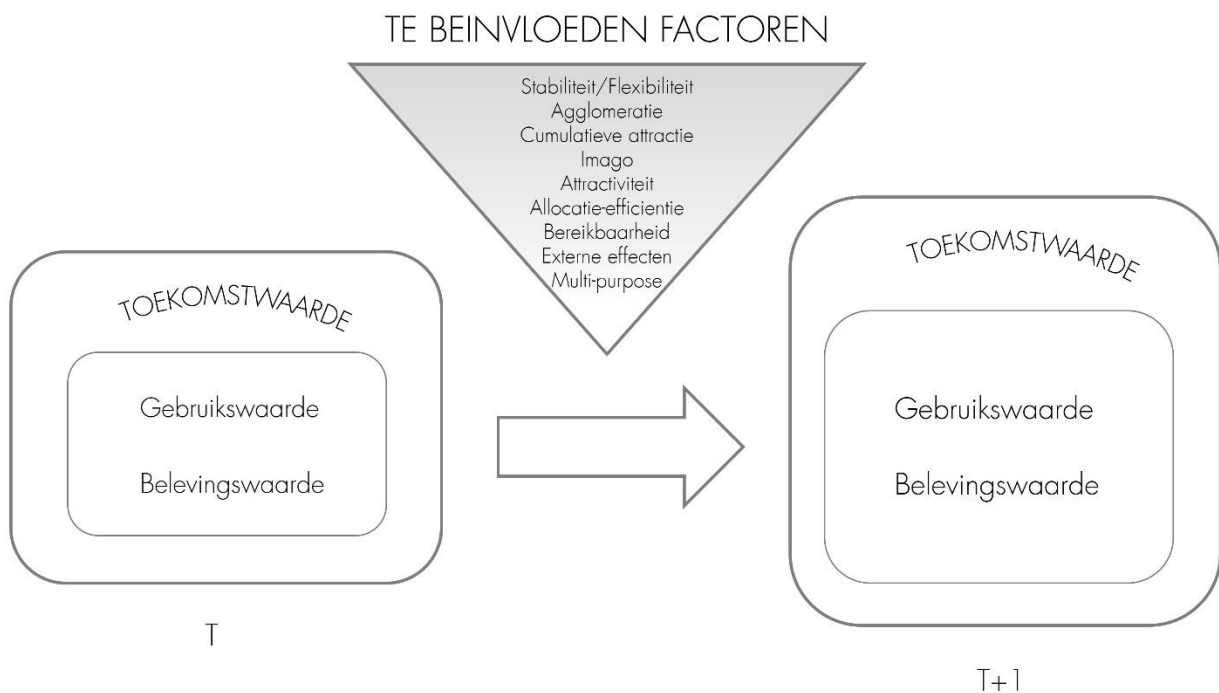 TE BEINVLOEDEN FACTOREN
Stabiliteit/Flexibiliteit
Agglomeratie
Cumulatieve attractie
Imago
Attractiviteit
Allocatie-efficientie
Bereikbaarheid
Externe effecten
Multi-purpose
TOEKOMSTWAARDE
Gebruikswaarde
Belevingswaarde
T
TOEKOMSTWAARDE
Gebruikswaarde
Belevingswaarde
T+1